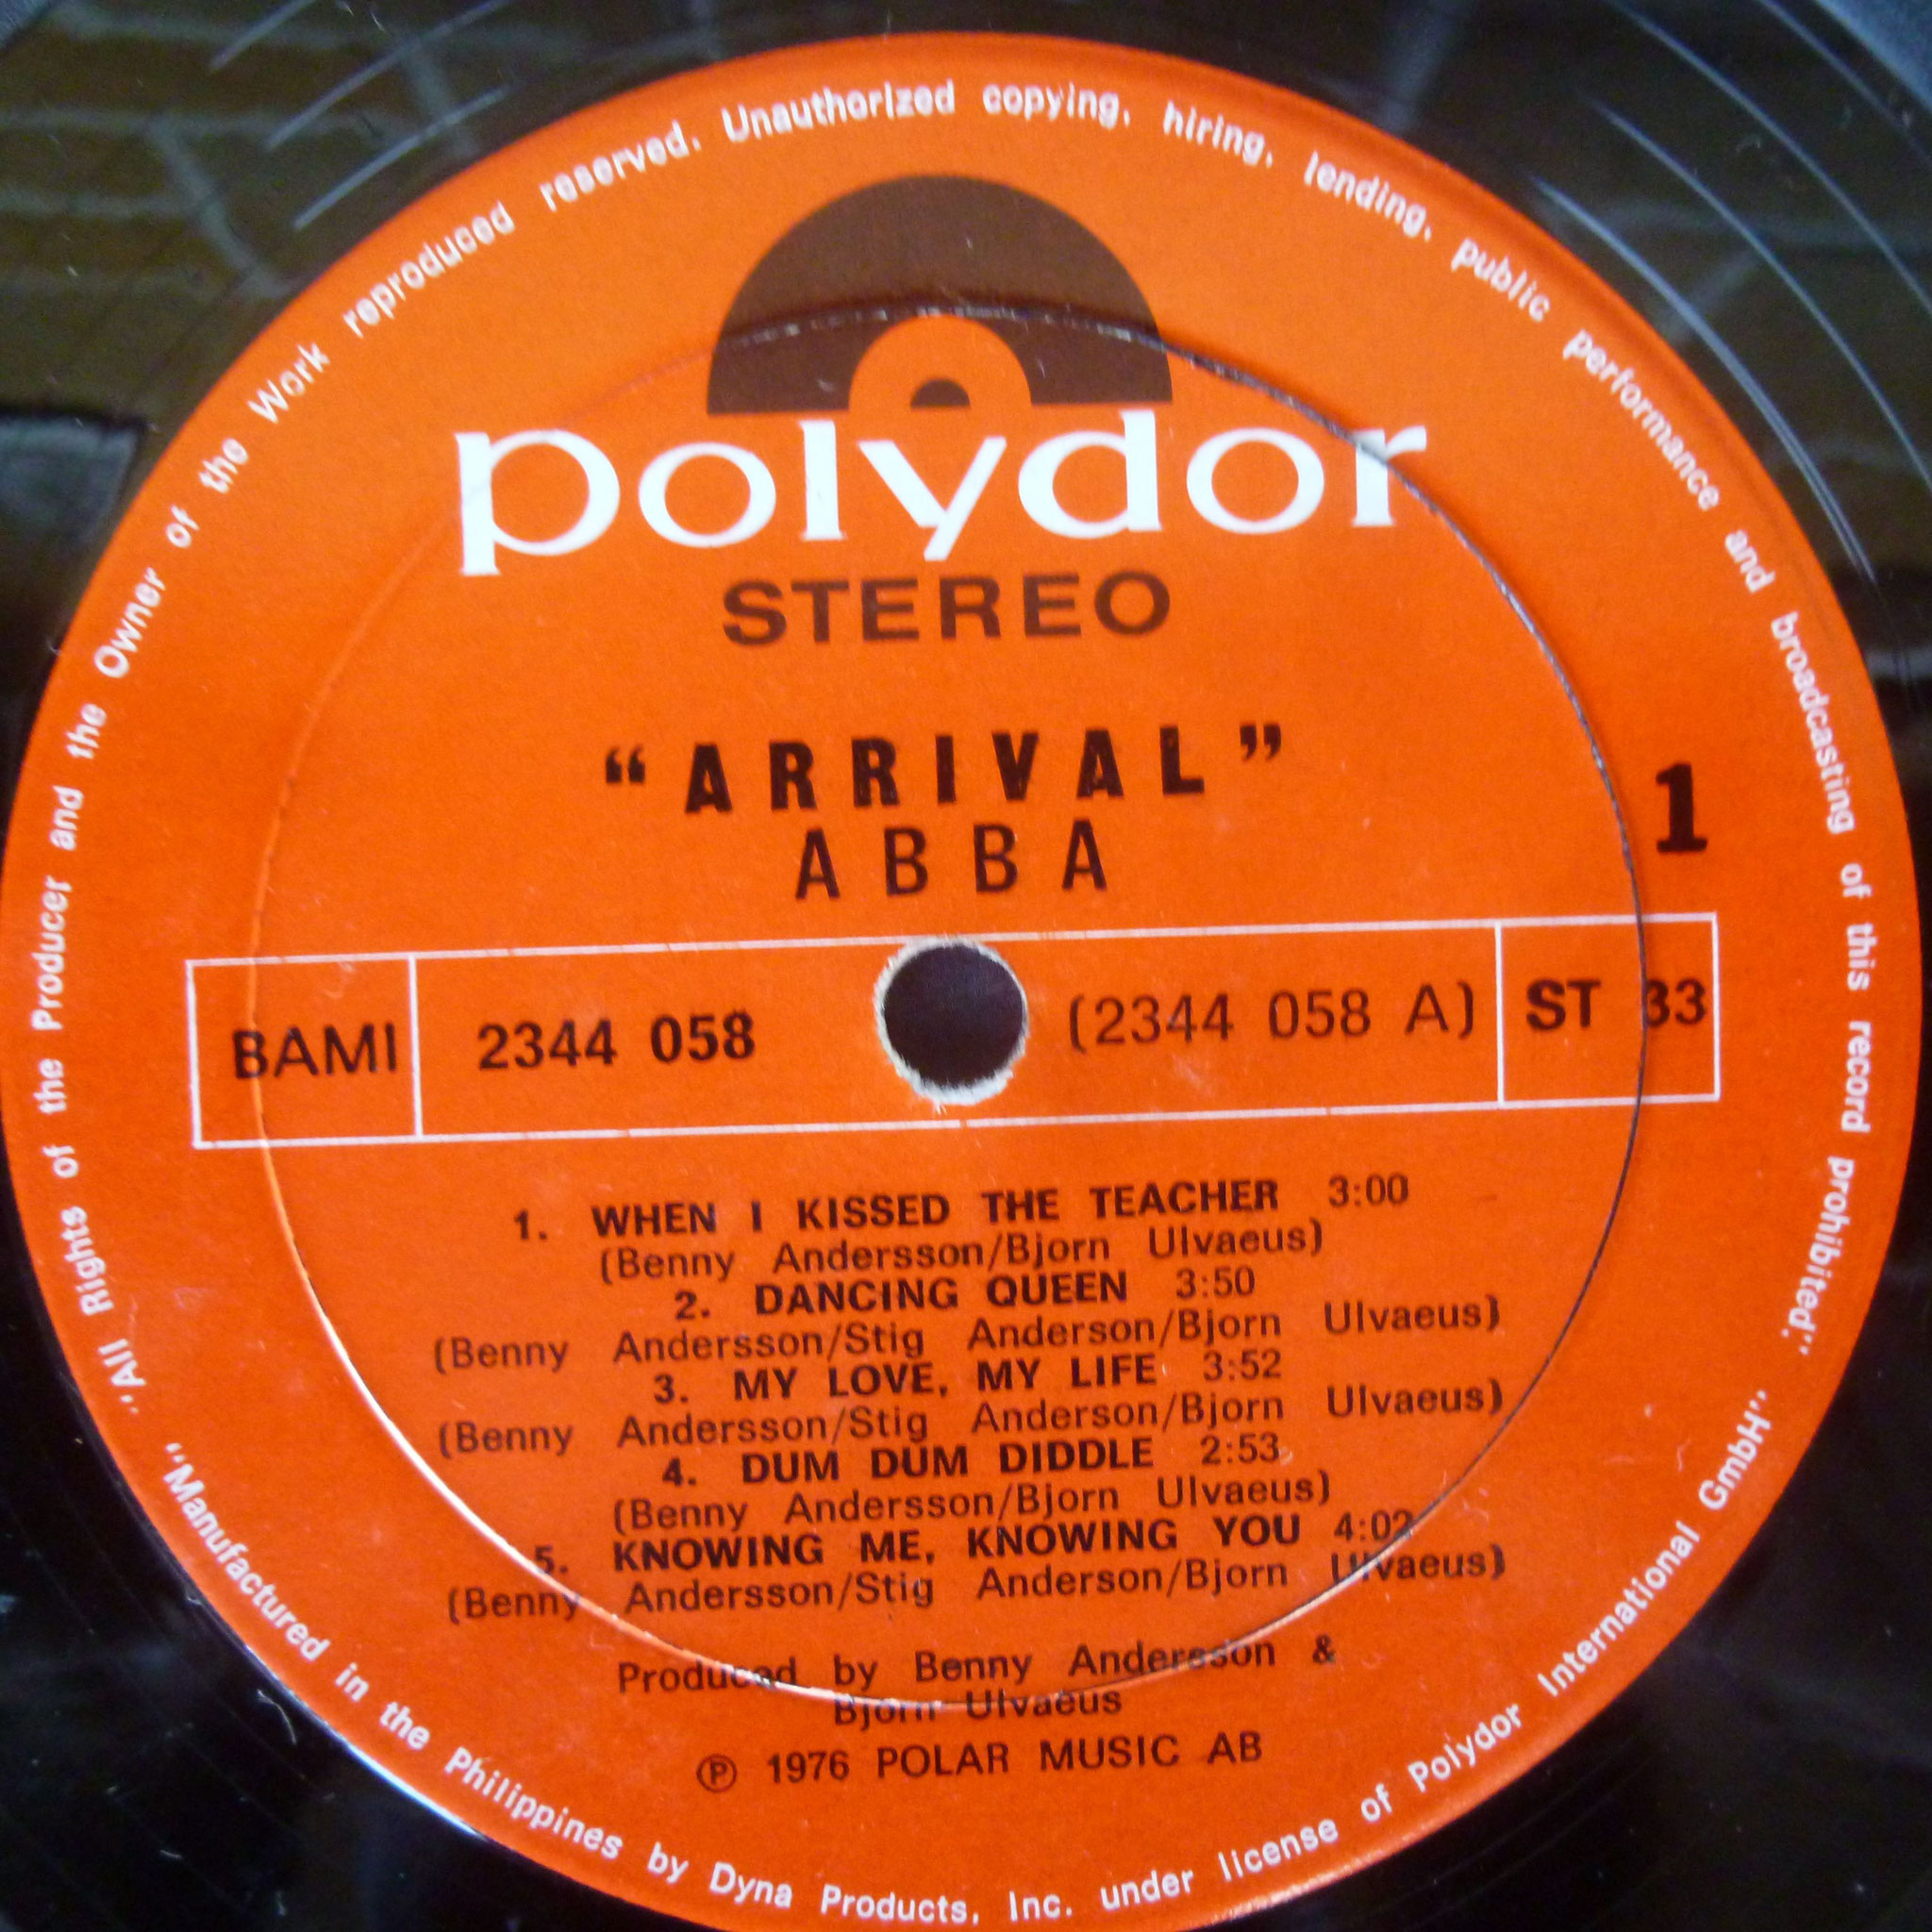 "All Rights of the Producer and the Owner of the Work reproduced reserved. Unauthorized copying, hiring, lending, public performance and broadcasting of this record prohibited".
polydor
STEREO
"ARRIVAL"
ABBA
1
BAMI 2344 058 (2344 058 A) ST 33
1. WHEN I KISSED THE TEACHER 3:00
(Benny Andersson/Bjorn Ulvaeus)
2. DANCING QUEEN 3:50
(Benny Andersson/Stig Anderson/Bjorn Ulvaeus)
3. MY LOVE, MY LIFE 3:52
(Benny Andersson/Stig Anderson/Bjorn Ulvaeus)
4. DUM DUM DIDDLE 2:53
(Benny Andersson/Bjorn Ulvaeus)
5. KNOWING ME, KNOWING YOU 4:02
(Benny Andersson/Stig Anderson/Bjorn Ulvaeus)
Produced by Benny Andersson &
Bjorn Ulvaeus
℗ 1976 POLAR MUSIC AB
"Manufactured in the Philippines by Dyna Products, Inc. under license of Polydor International GmbH"